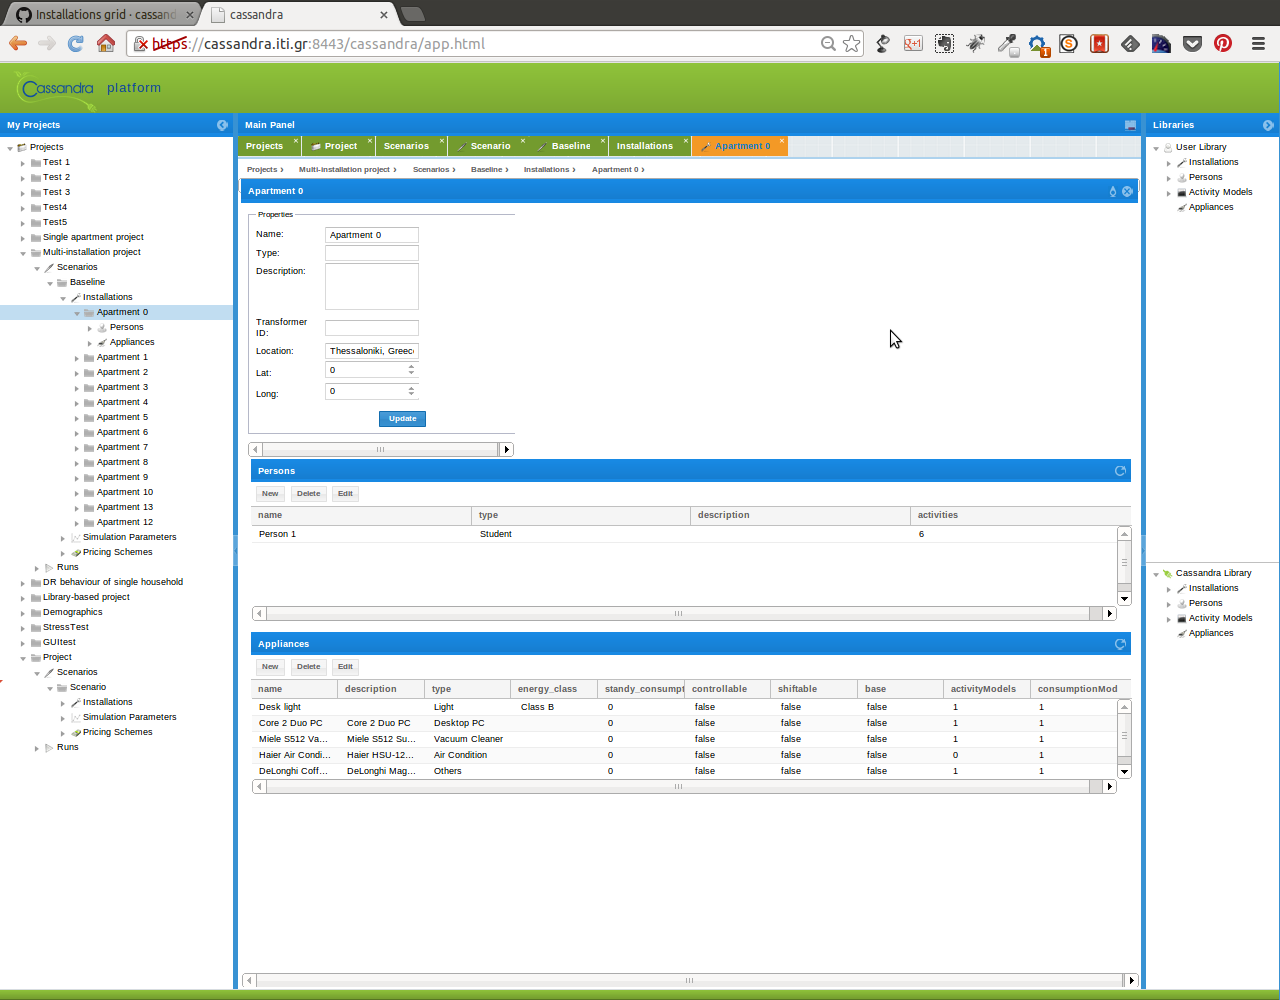 Installations grid · cassand
cassandra
https://cassandra.iti.gr:8443/cassandra/app.html
Cassandra platform
My Projects
Projects
Test 1
Test 2
Test 3
Test4
Test5
Single apartment project
Multi-installation project
Scenarios
Baseline
Installations
Apartment 0
Persons
Appliances
Apartment 1
Apartment 2
Apartment 3
Apartment 4
Apartment 5
Apartment 6
Apartment 7
Apartment 8
Apartment 9
Apartment 10
Apartment 13
Apartment 12
Simulation Parameters
Pricing Schemes
Runs
DR behaviour of single household
Library-based project
Demographics
StressTest
GUItest
Project
Scenarios
Scenario
Installations
Simulation Parameters
Pricing Schemes
Runs
Main Panel
Projects Project Scenarios Scenario Baseline Installations Apartment 0
Projects › Multi-installation project › Scenarios › Baseline › Installations › Apartment 0 ›
Apartment 0
Properties
Name: Apartment 0
Type:
Description:
Transformer
ID:
Location: Thessaloniki, Greec
Lat: 0
Long: 0
Update
Persons
New Delete Edit
name type description activities
Person 1 Student 6
Appliances
New Delete Edit
name description type energy_class standy_consumpt controllable shiftable base activityModels consumptionMod
Desk light Light Class B 0 false false false 1 1
Core 2 Duo PC Core 2 Duo PC Desktop PC 0 false false false 1 1
Miele S512 Va... Miele S512 Su... Vacuum Cleaner 0 false false false 1 1
Haier Air Condi... Haier HSU-12... Air Condition 0 false false false 0 1
DeLonghi Coff... DeLonghi Mag... Others 0 false false false 1 1
Libraries
User Library
Installations
Persons
Activity Models
Appliances
Cassandra Library
Installations
Persons
Activity Models
Appliances